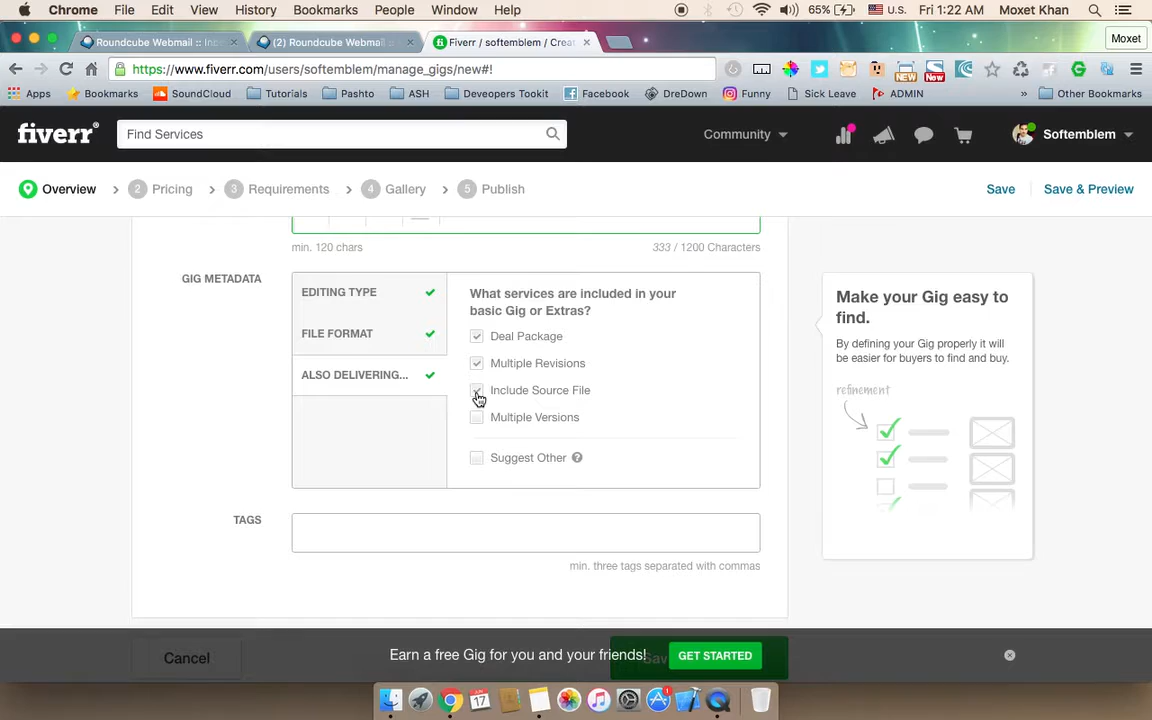 Chrome File Edit View History Bookmarks People Window Help 65% U.S. Fri 1:22 AM Moxet Khan
Roundcube Webmail :: (2) Roundcube Webmail :: Fiverr / softemblem / Crea Moxet
https://www.fiverr.com/users/softemblem/manage_gigs/new#!
Apps Bookmarks SoundCloud Tutorials Pashto ASH Deveopers Tookit Facebook DreDown Funny Sick Leave ADMIN » Other Bookmarks
fiverr® Find Services Community Softemblem
Overview 2 Pricing 3 Requirements 4 Gallery 5 Publish Save Save & Preview
min. 120 chars 333 / 1200 Characters
GIG METADATA
EDITING TYPE
FILE FORMAT
ALSO DELIVERING...
What services are included in your
basic Gig or Extras?
Deal Package
Multiple Revisions
Include Source File
Multiple Versions
Suggest Other ?
Make your Gig easy to
find.
By defining your Gig properly it will
be easier for buyers to find and buy.
refinement
TAGS
min. three tags separated with commas
Cancel Earn a free Gig for you and your friends! GET STARTED